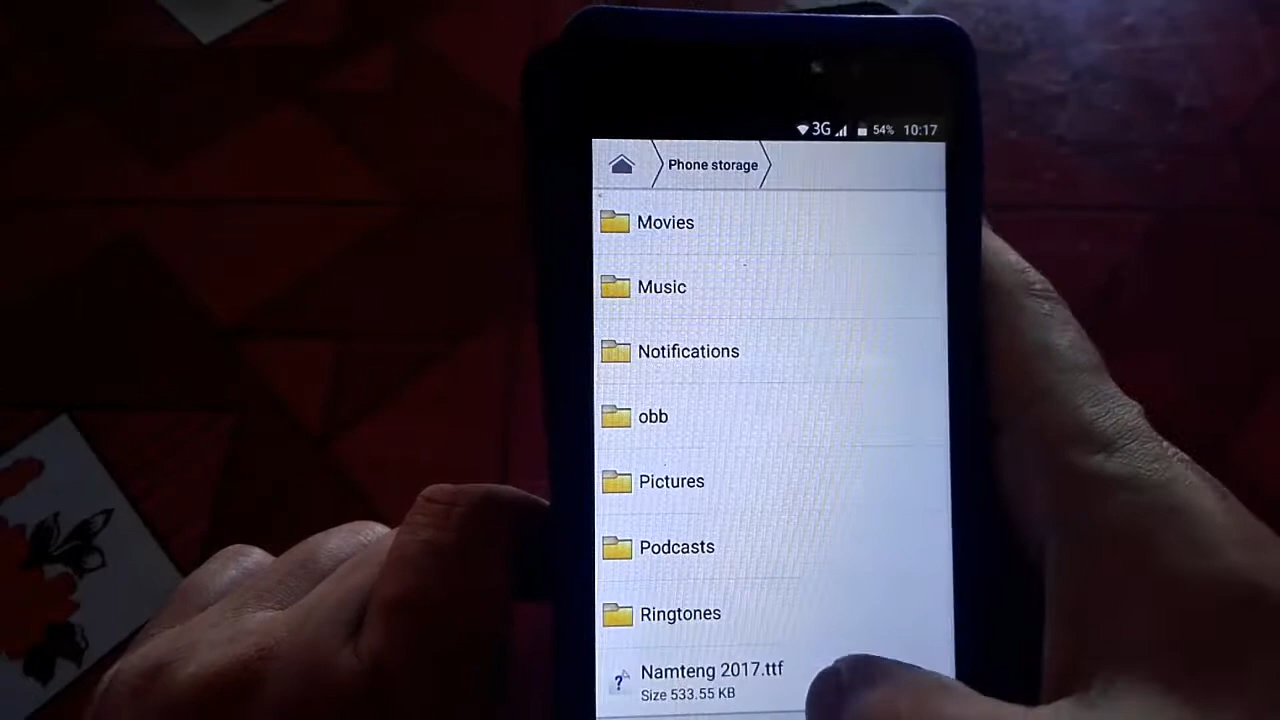 3G 54% 10:17
Phone storage
Movies
Music
Notifications
obb
Pictures
Podcasts
Ringtones
Namteng 2017.ttf
Size 533.55 KB